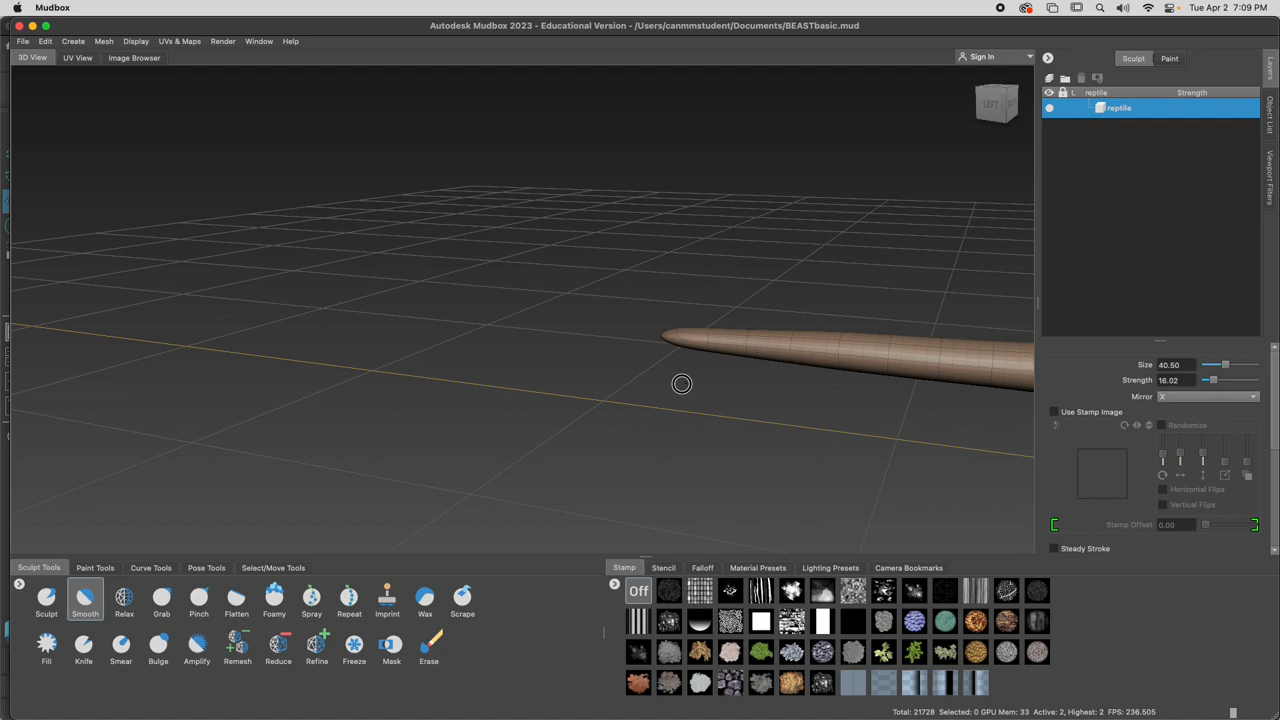 Mudbox
Tue Apr 2 7:09 PM
Autodesk Mudbox 2023 - Educational Version - /Users/canmmstudent/Documents/BEASTbasic.mud
File Edit Create Mesh Display UVs & Maps Render Window Help
3D View UV View Image Browser
Sign In
Sculpt Paint
L reptile Strength
reptile
Layers
Object List
Viewport Filters
LEFT
Size 40.50
Strength 16.02
Mirror X
Use Stamp Image
Randomize
Horizontal Flips
Vertical Flips
Stamp Offset 0.00
Steady Stroke
Sculpt Tools Paint Tools Curve Tools Pose Tools Select/Move Tools
Sculpt Smooth Relax Grab Pinch Flatten Foamy Spray Repeat Imprint Wax Scrape
Fill Knife Smear Bulge Amplify Remesh Reduce Refine Freeze Mask Erase
Stamp Stencil Falloff Material Presets Lighting Presets Camera Bookmarks
Off
Total: 21728 Selected: 0 GPU Mem: 33 Active: 2, Highest: 2 FPS: 236.505